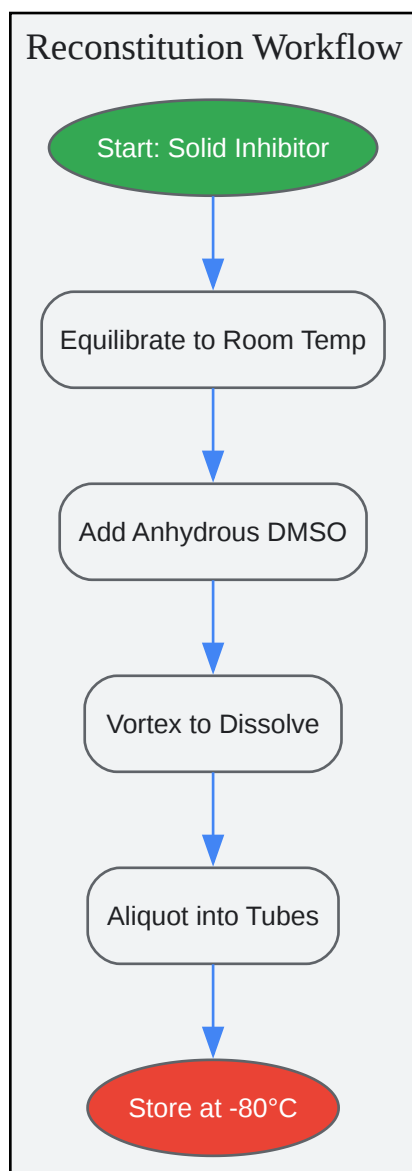 Reconstitution Workflow
Start: Solid Inhibitor
Equilibrate to Room Temp
Add Anhydrous DMSO
Vortex to Dissolve
Aliquot into Tubes
Store at -80°C